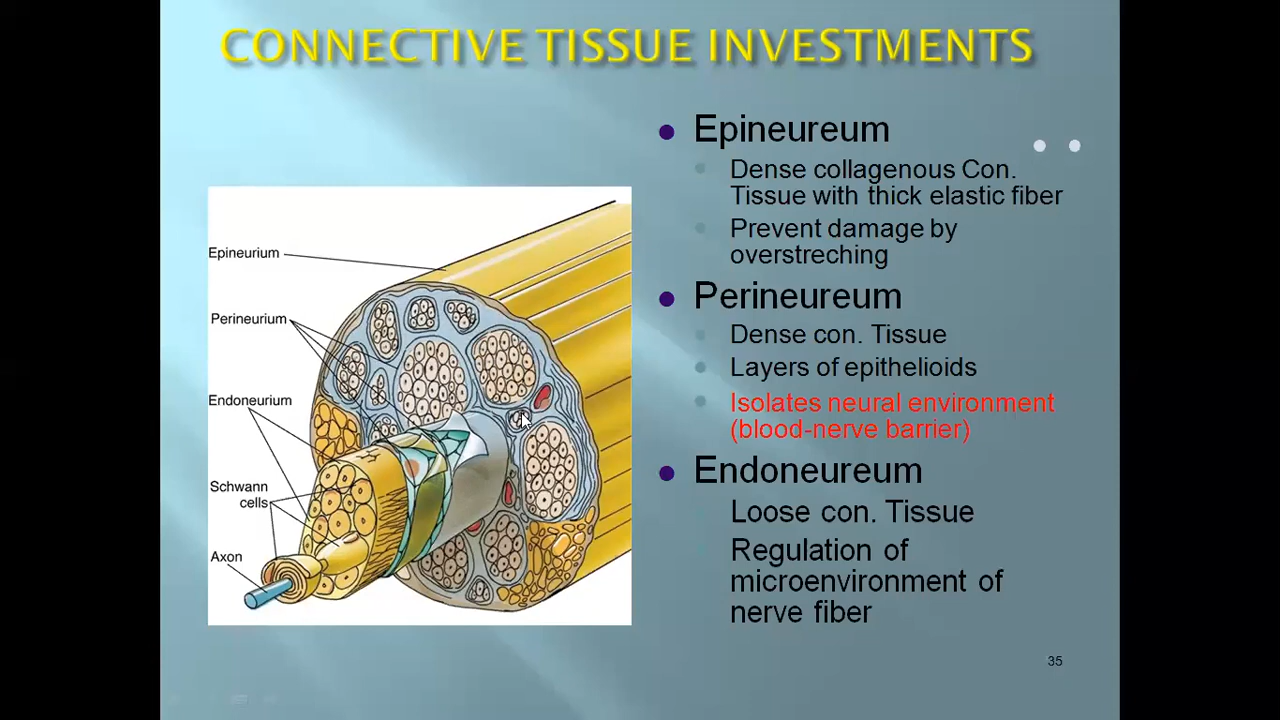 CONNECTIVE TISSUE INVESTMENTS
Epineurium
Perineurium
Endoneurium
Schwann
cells
Axon
Epineureum
Dense collagenous Con.
Tissue with thick elastic fiber
Prevent damage by
overstreching
Perineureum
Dense con. Tissue
Layers of epithelioids
Isolates neural environment
(blood-nerve barrier)
Endoneureum
Loose con. Tissue
Regulation of
microenvironment of
nerve fiber
35